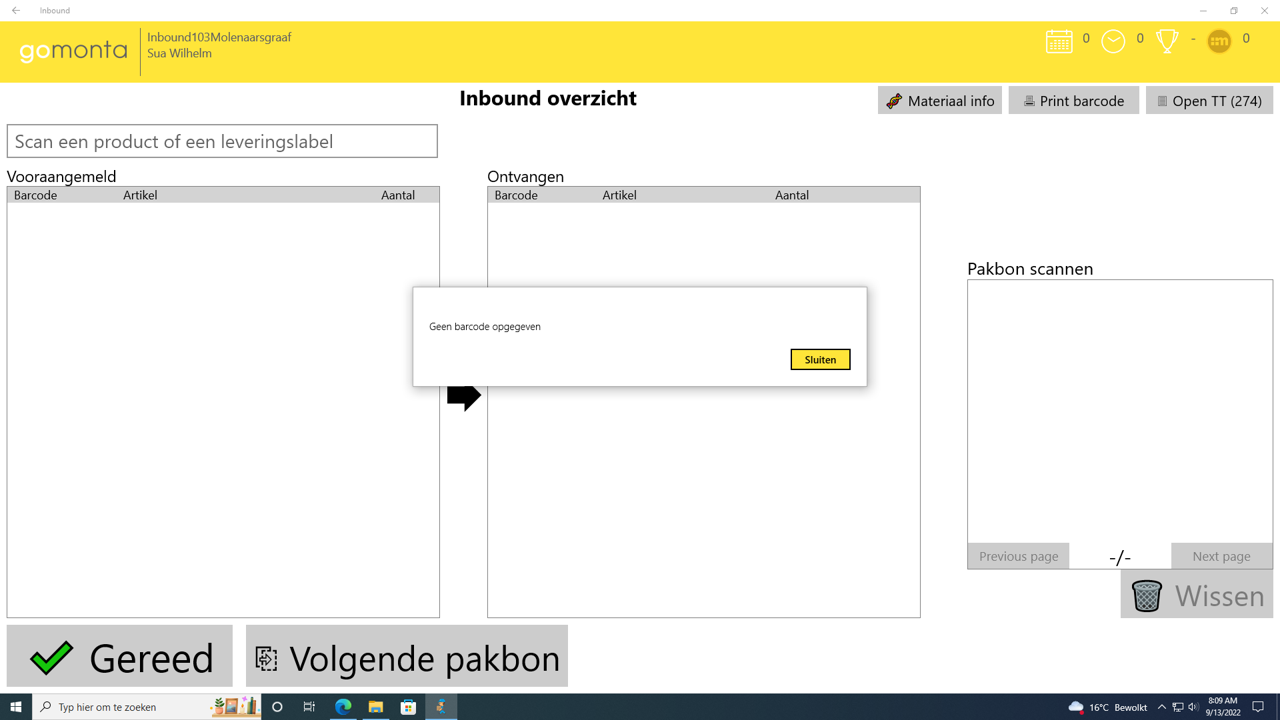 Inbound
gomonta
Inbound103Molenaarsgraaf
Sua Wilhelm
0
0
-
0
Inbound overzicht
Materiaal info
Print barcode
Open TT (274)
Scan een product of een leveringslabel
Vooraangemeld
Barcode Artikel Aantal
Ontvangen
Barcode Artikel Aantal
Pakbon scannen
Geen barcode opgegeven
Sluiten
Previous page
-/-
Next page
Wissen
Gereed
Volgende pakbon
Typ hier om te zoeken
16°C Bewolkt
8:09 AM
9/13/2022